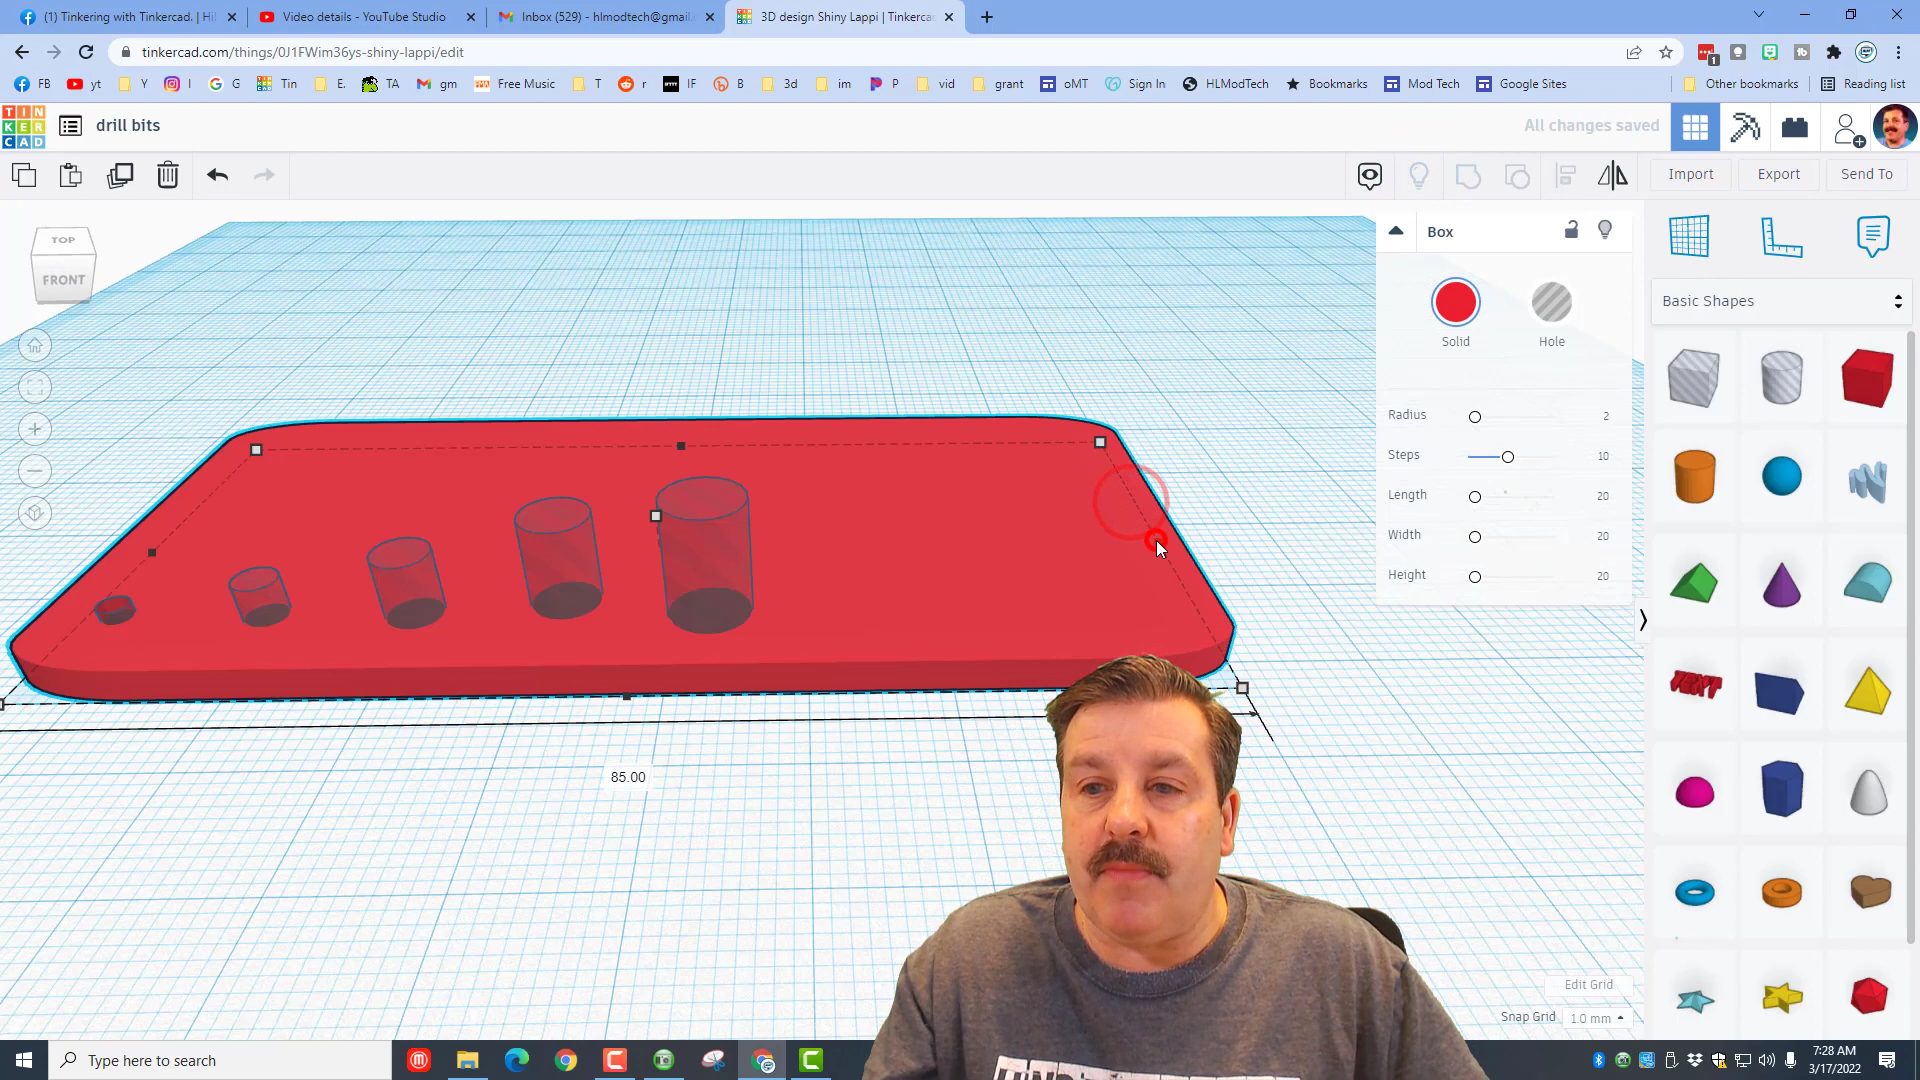 (1) Tinkering with Tinkercad. | Hi
Video details - YouTube Studio
Inbox (529) - hlmodtech@gmail.
3D design Shiny Lappi | Tinkerca
tinkercad.com/things/0J1FWim36ys-shiny-lappi/edit
FB yt Y I G G Tin E. TA gm Free Music T r IF B 3d im P vid grant oMT Sign In HLModTech Bookmarks Mod Tech Google Sites Other bookmarks Reading list
TIN
KER
CAD
drill bits
All changes saved
Import Export Send To
TOP
FRONT
Box
Solid Hole
Radius 2
Steps 10
Length 20
Width 20
Height 20
Basic Shapes
TEXT
85.00
Edit Grid
Snap Grid 1.0 mm
Type here to search
7:28 AM
3/17/2022